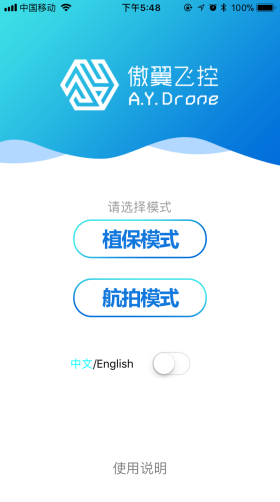 中国移动 下午5:48 100%
傲翼飞控
A.Y.Drone
请选择模式
植保模式
航拍模式
中文/English
使用说明